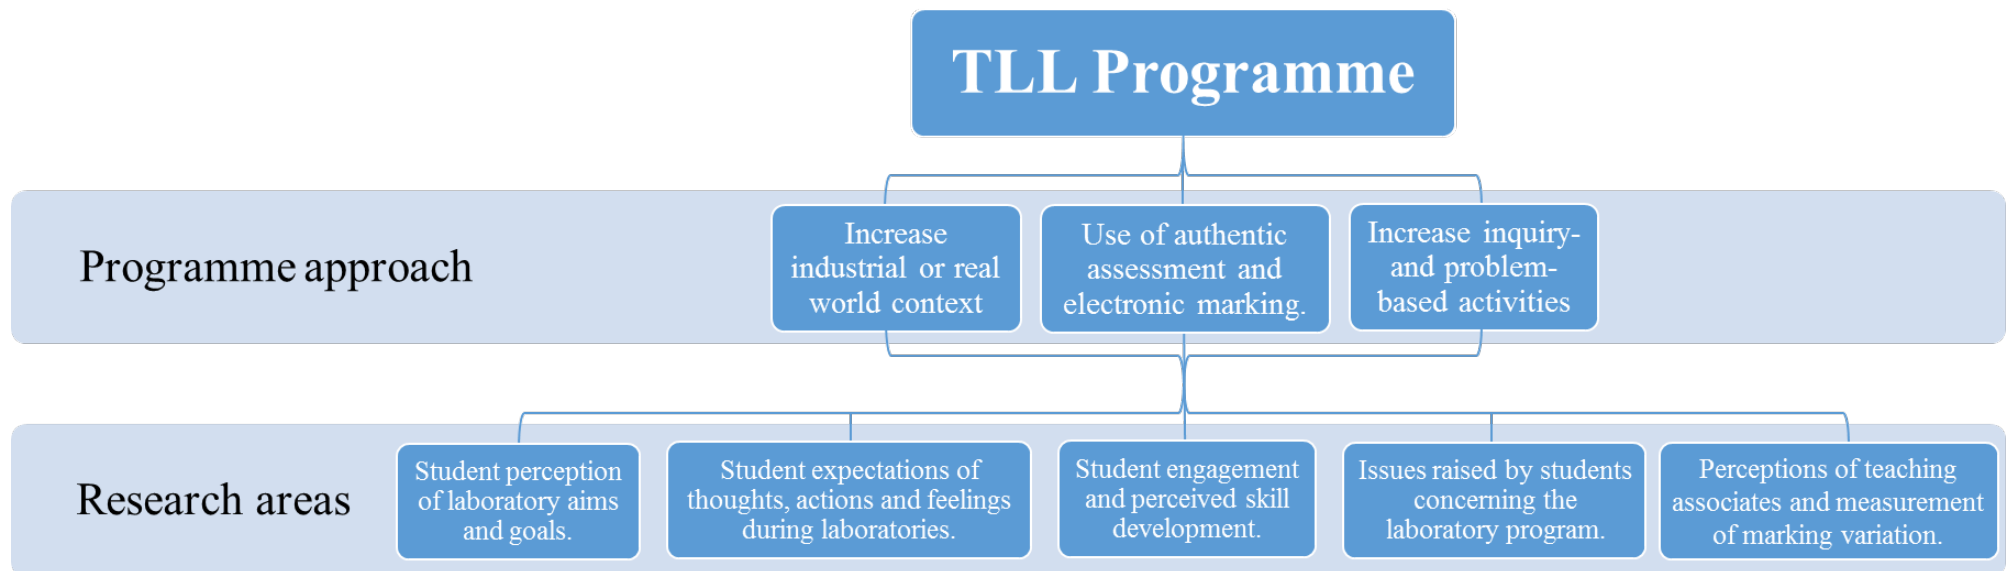 TLL Programme
Programme approach
Increase
industrial or real
world context
Use of authentic
assessment and
electronic marking.
Increase inquiry-
and problem-
based activities
Research areas
Student perception
of laboratory aims
and goals.
Student expectations of
thoughts, actions and feelings
during laboratories.
Student engagement
and perceived skill
development.
Issues raised by students
concerning the
laboratory program.
Perceptions of teaching
associates and measurement
of marking variation.